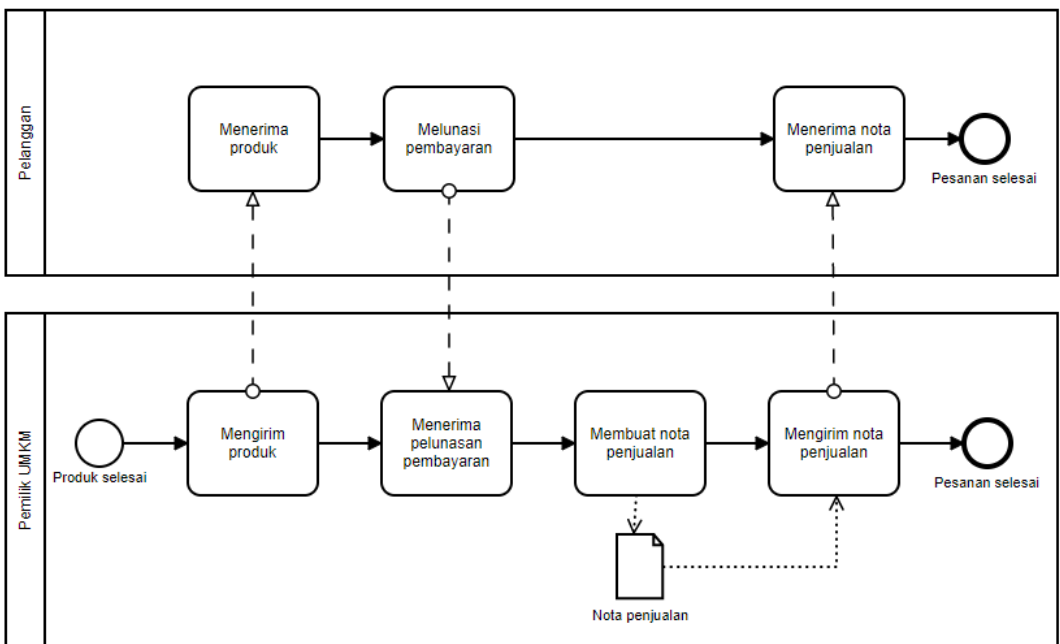 Pelanggan
Menerima
produk
Melunasi
pembayaran
Menerima nota
penjualan
Pesanan selesai
Pemilik UMKM
Produk selesai
Mengirim
produk
Menerima
pelunasan
pembayaran
Membuat nota
penjualan
Mengirim nota
penjualan
Pesanan selesai
Nota penjualan